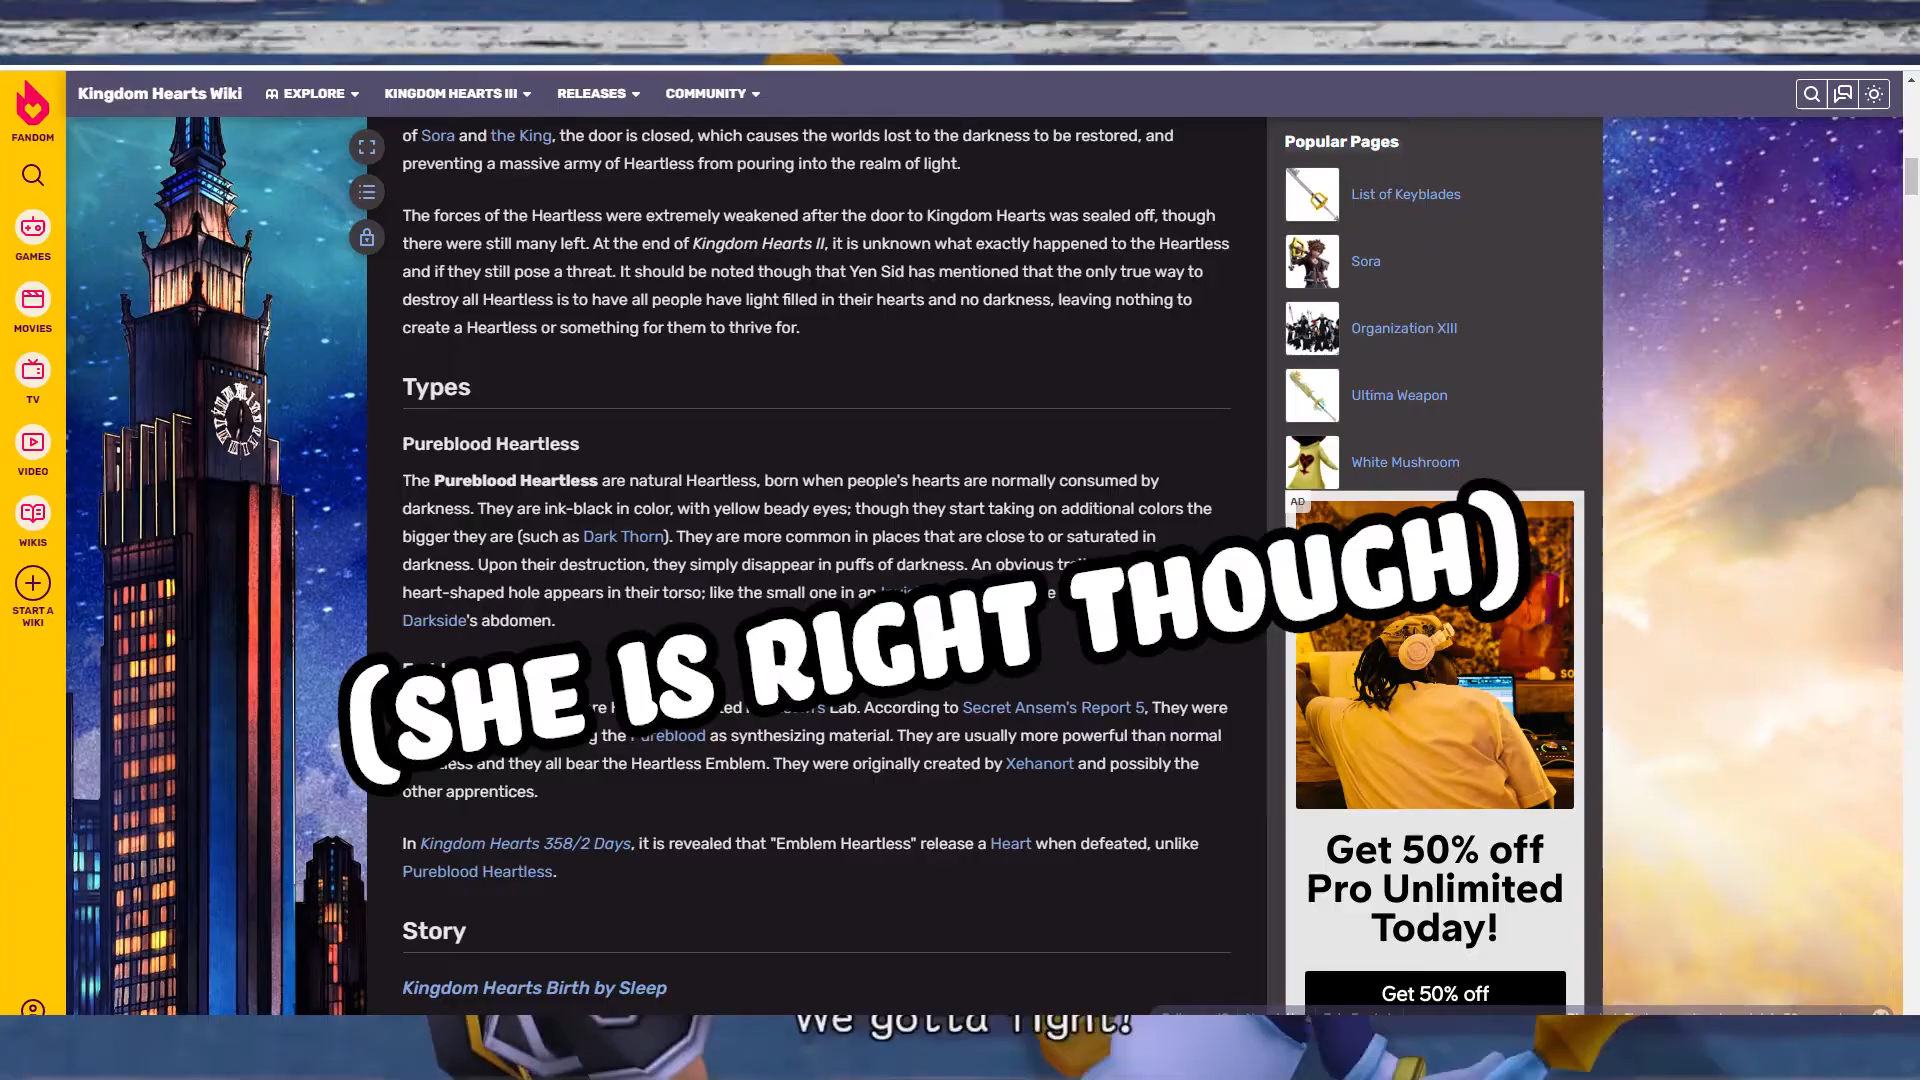 Kingdom Hearts Wiki
EXPLORE
KINGDOM HEARTS III
RELEASES
COMMUNITY
FANDOM
GAMES
MOVIES
TV
VIDEO
WIKIS
START A
WIKI
of Sora and the King, the door is closed, which causes the worlds lost to the darkness to be restored, and
preventing a massive army of Heartless from pouring into the realm of light.
The forces of the Heartless were extremely weakened after the door to Kingdom Hearts was sealed off, though
there were still many left. At the end of Kingdom Hearts II, it is unknown what exactly happened to the Heartless
and if they still pose a threat. It should be noted though that Yen Sid has mentioned that the only true way to
destroy all Heartless is to have all people have light filled in their hearts and no darkness, leaving nothing to
create a Heartless or something for them to thrive for.
Types
Pureblood Heartless
The Pureblood Heartless are natural Heartless, born when people's hearts are normally consumed by
darkness. They are ink-black in color, with yellow beady eyes; though they start taking on additional colors the
bigger they are (such as Dark Thorn). They are more common in places that are close to or saturated in
darkness. Upon their destruction, they simply disappear in puffs of darkness. An obvious
heart-shaped hole appears in their torso; like the small one in an
Darkside's abdomen.
(SHE IS RIGHT THOUGH)
Lab. According to Secret Ansem's Report 5, They were
the Pureblood as synthesizing material. They are usually more powerful than normal
and they all bear the Heartless Emblem. They were originally created by Xehanort and possibly the
other apprentices.
In Kingdom Hearts 358/2 Days, it is revealed that "Emblem Heartless" release a Heart when defeated, unlike
Pureblood Heartless.
Story
Kingdom Hearts Birth by Sleep
Popular Pages
List of Keyblades
Sora
Organization XIII
Ultima Weapon
White Mushroom
AD
Get 50% off
Pro Unlimited
Today!
Get 50% off
We gotta fight!